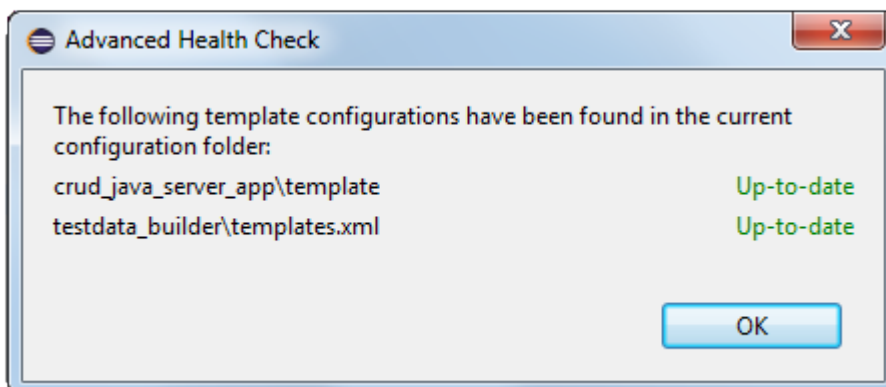 Advanced Health Check
The following template configurations have been found in the current
configuration folder:
crud_java_server_app\template Up-to-date
testdata_builder\templates.xml Up-to-date
OK